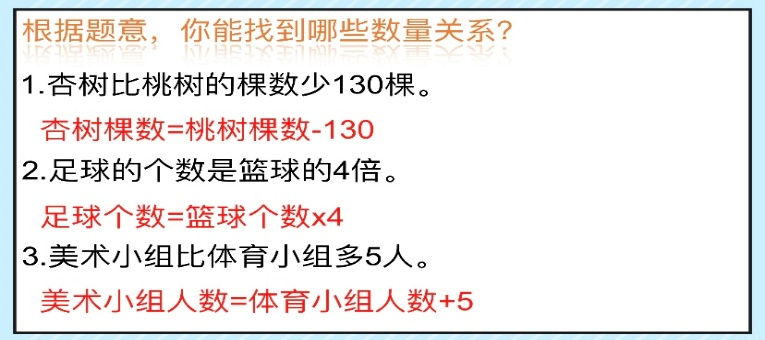 根据题意，你能找到哪些数量关系？
1.杏树比桃树的棵数少130棵。
杏树棵数=桃树棵数-130
2.足球的个数是篮球的4倍。
足球个数=篮球个数x4
3.美术小组比体育小组多5人。
美术小组人数=体育小组人数+5